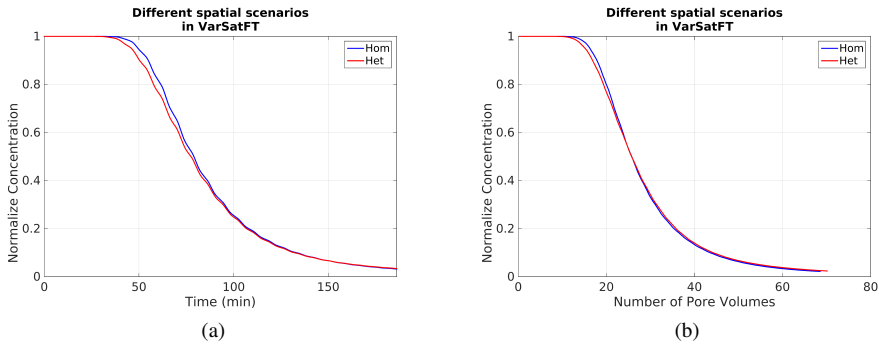 Different spatial scenarios
in VarSatFT
1
0.8
0.6
0.4
0.2
0
Normalize Concentration
0 50 100 150
Time (min)
Hom
Het
(a)
Different spatial scenarios
in VarSatFT
1
0.8
0.6
0.4
0.2
0
Normalize Concentration
0 20 40 60 80
Number of Pore Volumes
Hom
Het
(b)